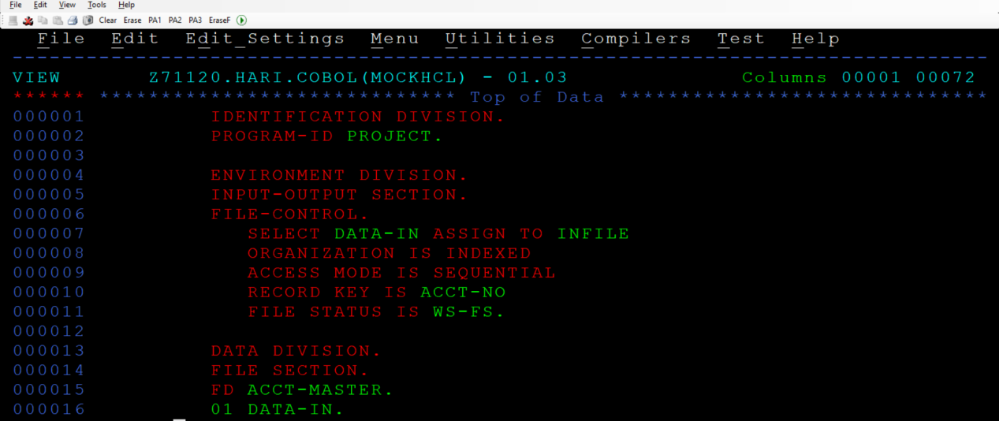 File Edit View Tools Help
Clear Erase PA1 PA2 PA3 EraseF
File Edit Edit_Settings Menu Utilities Compilers Test Help
-------------------------------------------------------------------------------
VIEW Z71120.HARI.COBOL(MOCKHCL) - 01.03 Columns 00001 00072
****** ***************************** Top of Data ******************************
000001 IDENTIFICATION DIVISION.
000002 PROGRAM-ID PROJECT.
000003
000004 ENVIRONMENT DIVISION.
000005 INPUT-OUTPUT SECTION.
000006 FILE-CONTROL.
000007 SELECT DATA-IN ASSIGN TO INFILE
000008 ORGANIZATION IS INDEXED
000009 ACCESS MODE IS SEQUENTIAL
000010 RECORD KEY IS ACCT-NO
000011 FILE STATUS IS WS-FS.
000012
000013 DATA DIVISION.
000014 FILE SECTION.
000015 FD ACCT-MASTER.
000016 01 DATA-IN.